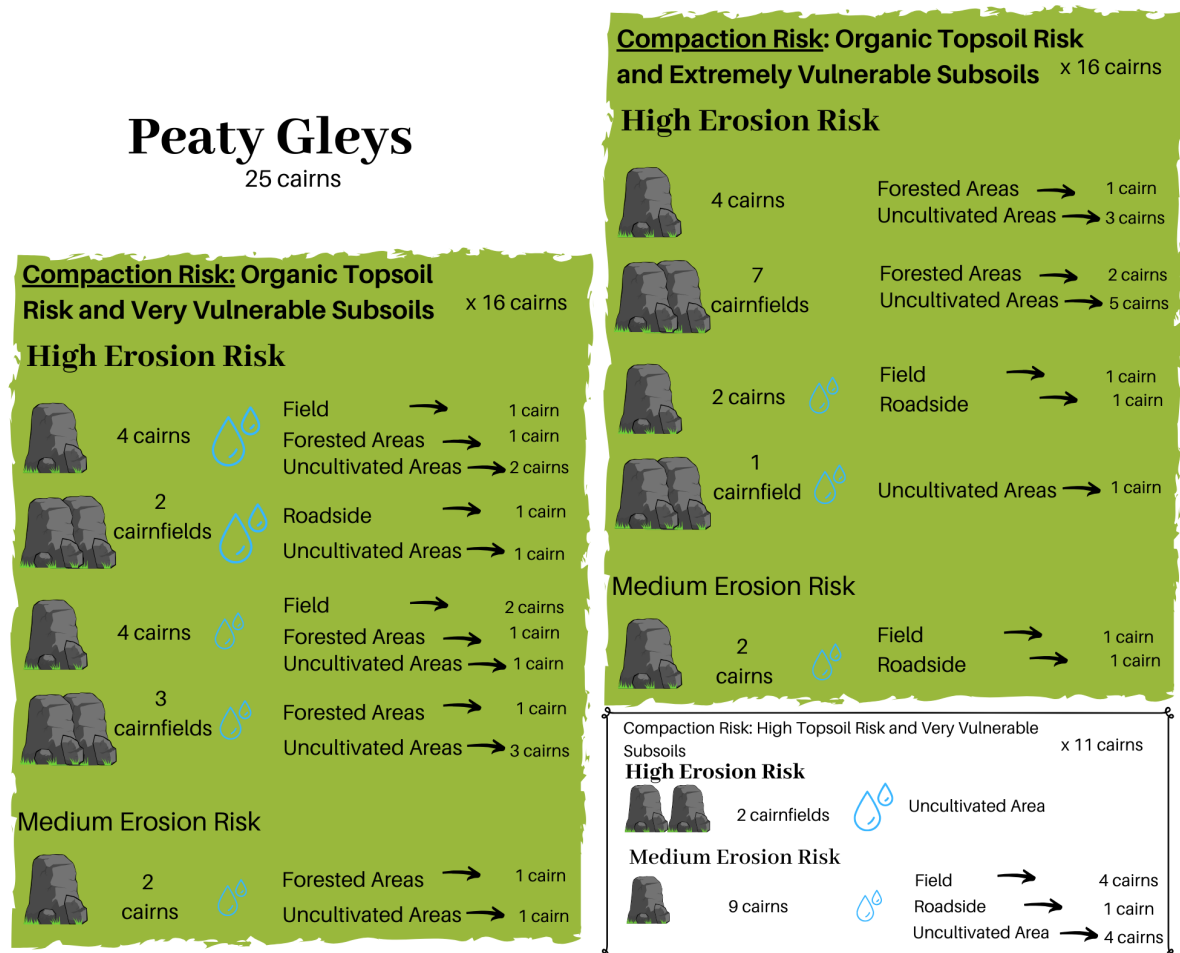 Peaty Gleys
25 cairns
Compaction Risk: Organic Topsoil
Risk and Very Vulnerable Subsoils
x 16 cairns
High Erosion Risk
4 cairns
Field
1 cairn
Forested Areas
1 cairn
Uncultivated Areas
2 cairns
2
cairnfields
Roadside
1 cairn
Uncultivated Areas
1 cairn
4 cairns
Field
2 cairns
Forested Areas
1 cairn
Uncultivated Areas
1 cairn
3
cairnfields
Forested Areas
1 cairn
Uncultivated Areas
3 cairns
Medium Erosion Risk
2
cairns
Forested Areas
1 cairn
Uncultivated Areas
1 cairn
Compaction Risk: Organic Topsoil Risk
and Extremely Vulnerable Subsoils
x 16 cairns
High Erosion Risk
4 cairns
Forested Areas
1 cairn
Uncultivated Areas
3 cairns
7
cairnfields
Forested Areas
2 cairns
Uncultivated Areas
5 cairns
2 cairns
Field
1 cairn
Roadside
1 cairn
1
cairnfield
Uncultivated Areas
1 cairn
Medium Erosion Risk
2
cairns
Field
1 cairn
Roadside
1 cairn
Compaction Risk: High Topsoil Risk and Very Vulnerable
Subsoils
x 11 cairns
High Erosion Risk
2 cairnfields
Uncultivated Area
Medium Erosion Risk
9 cairns
Field
4 cairns
Roadside
1 cairn
Uncultivated Area
4 cairns